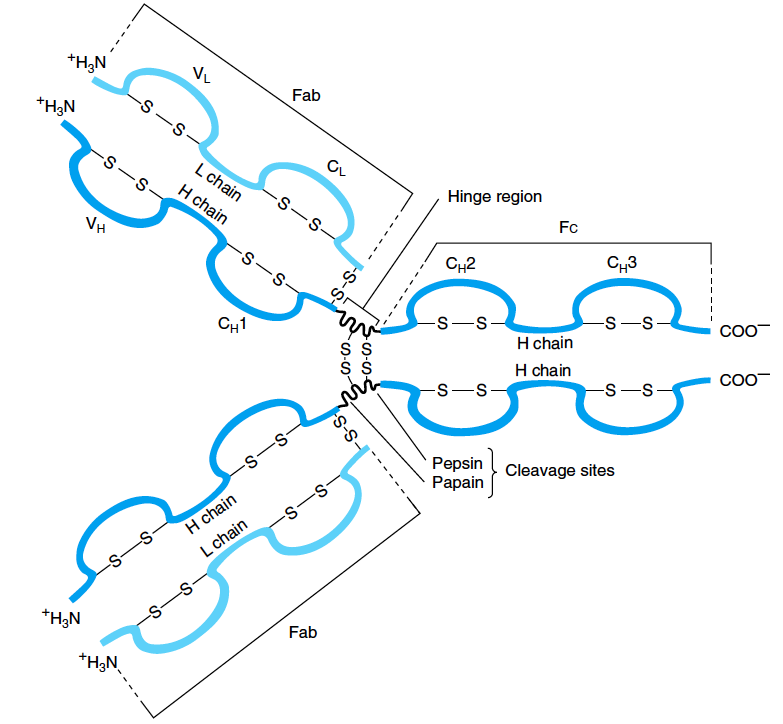 +H3N
VL
Fab
+H3N
S
S
L chain
CL
S
S
H chain
S
S
Hinge region
VH
Fc
S
S
CH2
CH3
S
S
CH1
S
S
S
S
COO−
H chain
S
S
S
S
H chain
COO−
S
S
S
S
S
S
S
S
Pepsin
Papain
Cleavage sites
S
S
H chain
L chain
S
S
S
S
S
S
+H3N
Fab
+H3N